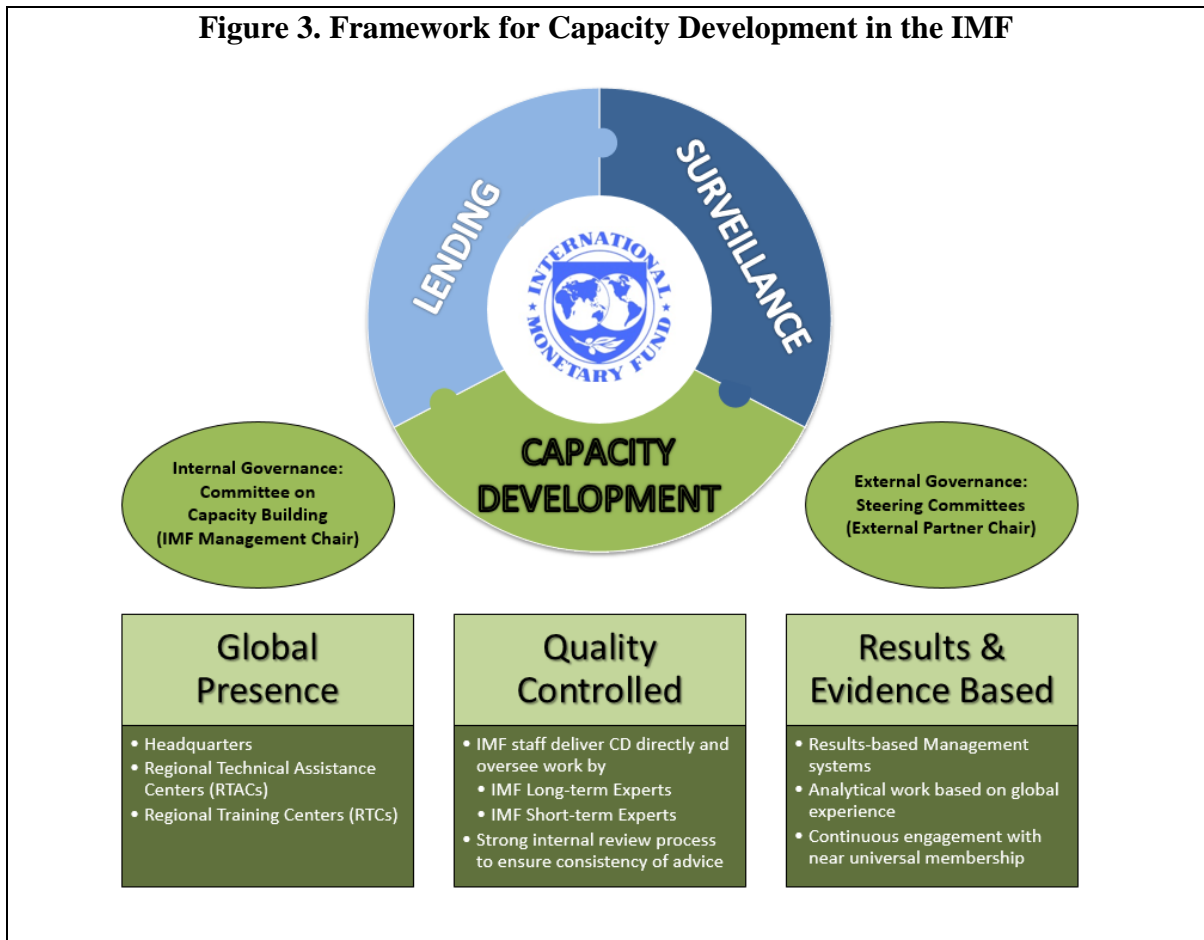 Figure 3. Framework for Capacity Development in the IMF
LENDING
SURVEILLANCE
INTERNATIONAL
MONETARY FUND
CAPACITY
DEVELOPMENT
Internal Governance:
Committee on
Capacity Building
(IMF Management Chair)
External Governance:
Steering Committees
(External Partner Chair)
Global
Presence
• Headquarters
• Regional Technical Assistance
Centers (RTACs)
• Regional Training Centers (RTCs)
Quality
Controlled
• IMF staff deliver CD directly and
oversee work by
• IMF Long-term Experts
• IMF Short-term Experts
• Strong internal review process
to ensure consistency of advice
Results &
Evidence Based
• Results-based Management
systems
• Analytical work based on global
experience
• Continuous engagement with
near universal membership